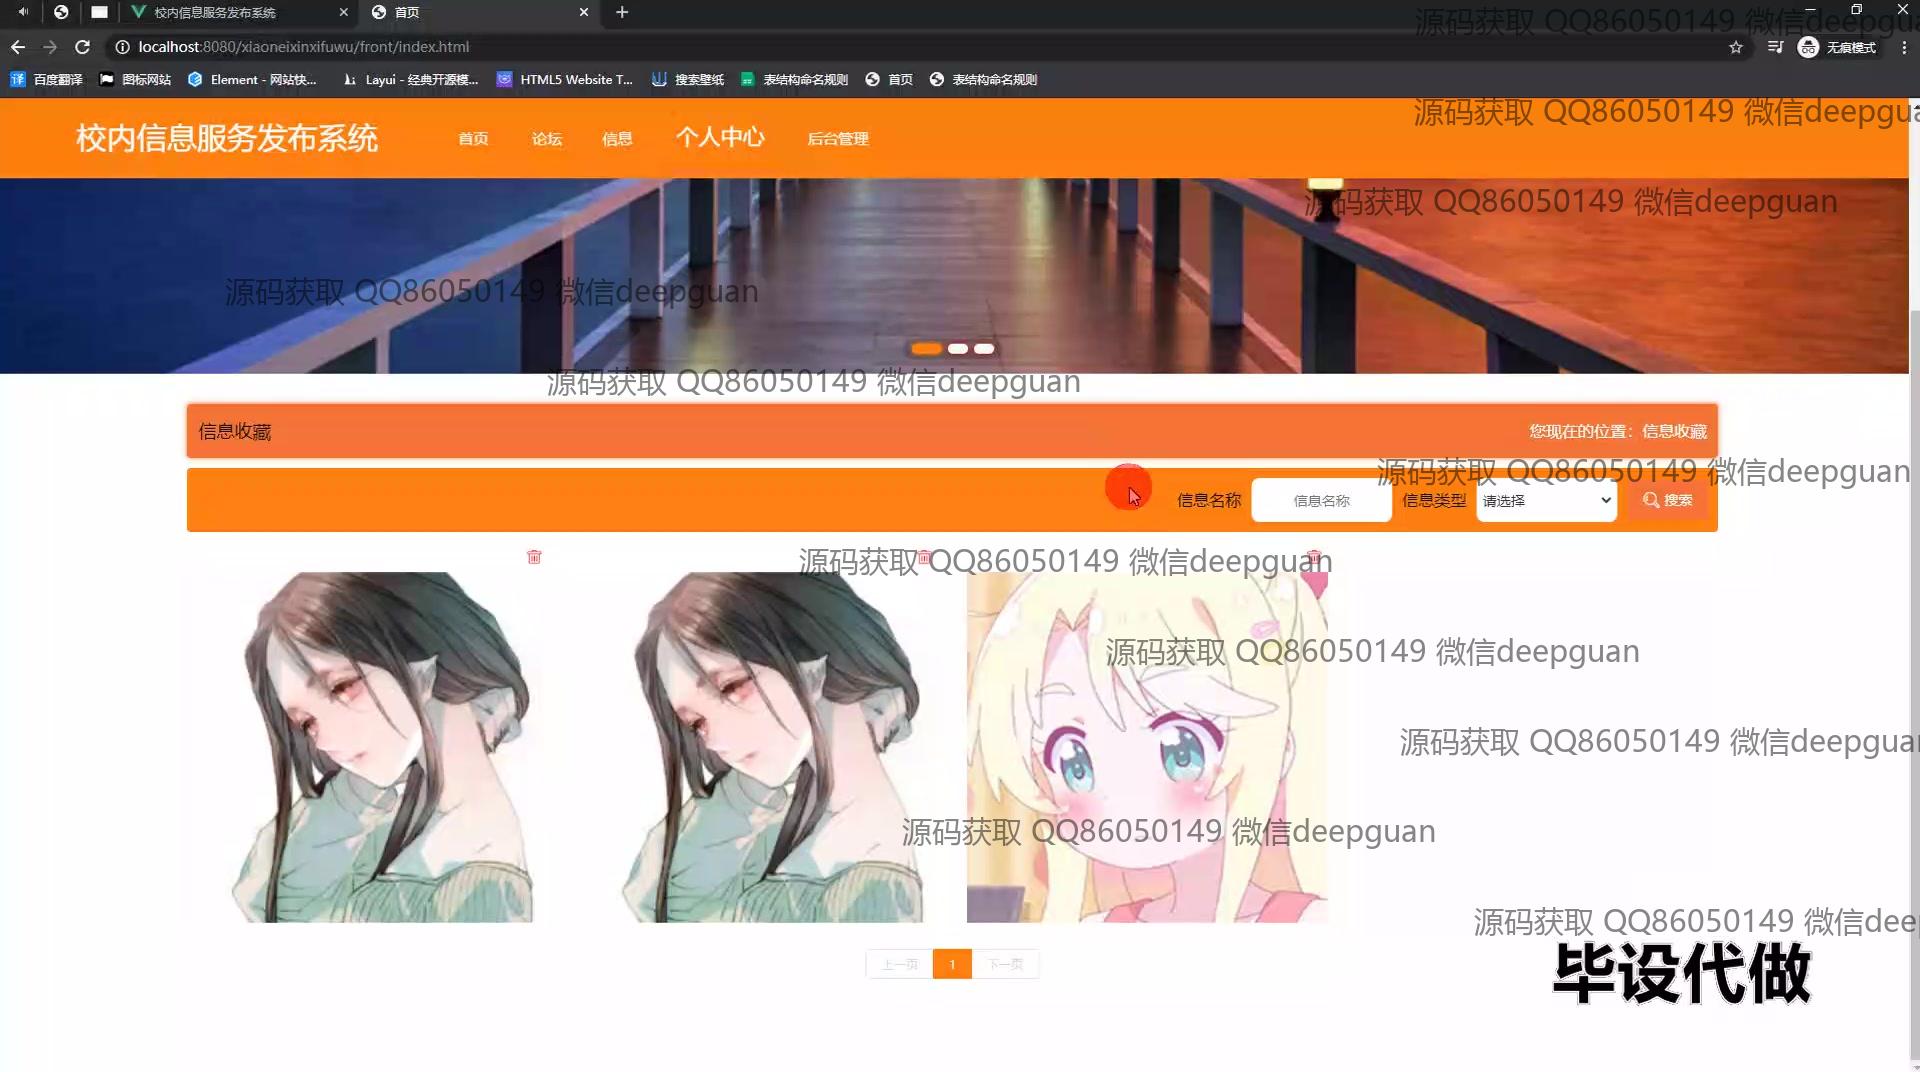 校内信息服务发布系统
首页
localhost:8080/xiaoneixinxifuwu/front/index.html
无痕模式
百度翻译
图标网站
Element - 网站快...
Layui - 经典开源模...
HTML5 Website T...
搜索壁纸
表结构命名规则
首页
表结构命名规则
源码获取 QQ86050149 微信deepgua
源码获取 QQ86050149 微信deepgua
校内信息服务发布系统
首页
论坛
信息
个人中心
后台管理
源码获取 QQ86050149 微信deepguan
源码获取 QQ86050149 微信deepguan
源码获取 QQ86050149 微信deepguan
信息收藏
您现在的位置：信息收藏
源码获取 QQ86050149 微信deepguan
信息名称
信息名称
信息类型
请选择
搜索
源码获取 QQ86050149 微信deepguan
源码获取 QQ86050149 微信deepguan
源码获取 QQ86050149 微信deepguan
源码获取 QQ86050149 微信deepguan
源码获取 QQ86050149 微信deep
上一页
1
下一页
毕设代做